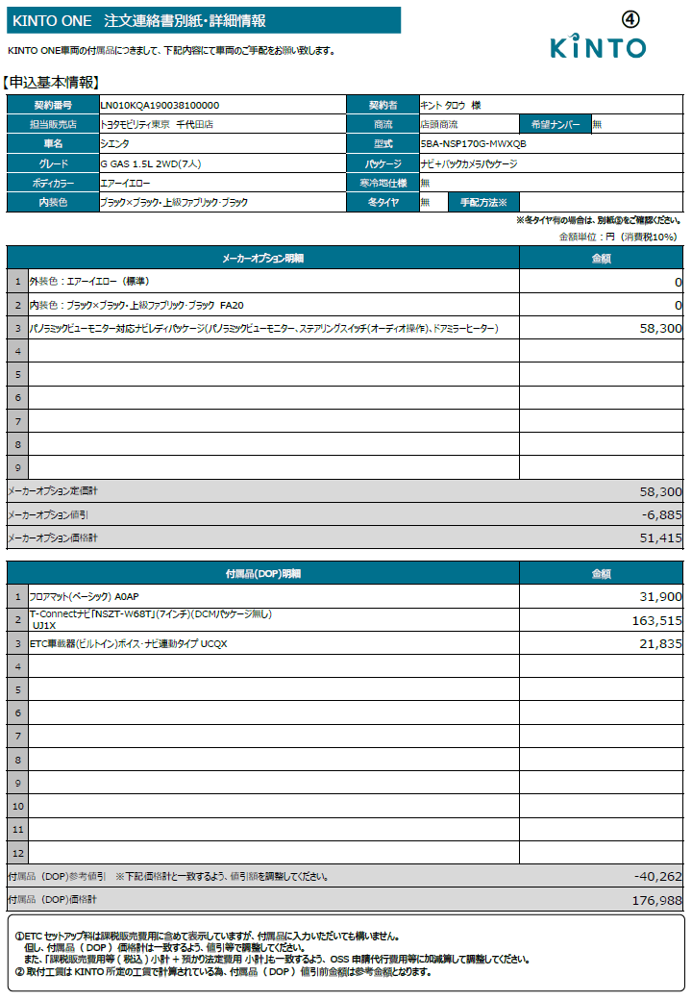 KINTO ONE 注文連絡書別紙・詳細情報
④
KINTO
KINTO ONE車両の付属品につきまして、下記内容にて車両のご手配をお願い致します。
【申込基本情報】
契約番号 LN010KQA190038100000 契約者 キント タロウ 様
担当販売店 トヨタモビリティ東京 千代田店 商流 店頭商流 希望ナンバー 無
車名 シエンタ 型式 5BA-NSP170G-MWXQB
グレード G GAS 1.5L 2WD(7人) パッケージ ナビ+バックカメラパッケージ
ボディカラー エアーイエロー 寒冷地仕様 無
内装色 ブラック×ブラック・上級ファブリック・ブラック 冬タイヤ 無 手配方法※
※冬タイヤ有の場合は、別紙⑤をご確認ください。
金額単位：円（消費税10%）
メーカーオプション明細 金額
1 外装色：エアーイエロー（標準） 0
2 内装色：ブラック×ブラック・上級ファブリック・ブラック FA20 0
3 パノラミックビューモニター対応ナビレディパッケージ(パノラミックビューモニター、ステアリングスイッチ(オーディオ操作)、ドアミラーヒーター) 58,300
4
5
6
7
8
9
メーカーオプション定価計 58,300
メーカーオプション値引 -6,885
メーカーオプション価格計 51,415
付属品(DOP)明細 金額
1 フロアマット(ベーシック) A0AP 31,900
2 T-Connectナビ「NSZT-W68T」(7インチ)(DCMパッケージ無し) 163,515
UJ1X
3 ETC車載器(ビルトイン)ボイス・ナビ連動タイプ UCQX 21,835
4
5
6
7
8
9
10
11
12
付属品（DOP)参考値引 ※下記価格計と一致するよう、値引額を調整してください。 -40,262
付属品（DOP)価格計 176,988
①ETC セットアップ料は課税販売費用に含めて表示していますが、付属品に入力いただいても構いません。
但し、付属品（ DOP ）価格計は一致するよう、値引等で調整してください。
また、「課税販売費用等 ( 税込 ) 小計 + 預かり法定費用 小計」も一致するよう、OSS 申請代行費用等に加減算して調整してください。
② 取付工賃は KINTO 所定の工賃で計算されている為、付属品（ DOP ）値引前金額は参考金額となります。